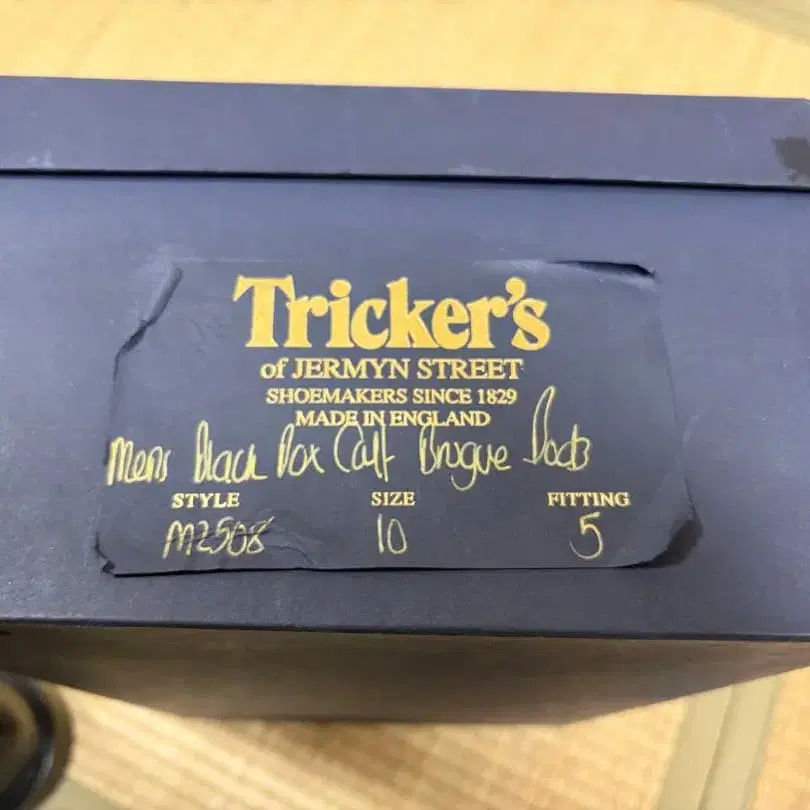 Tricker's
of JERMYN STREET
SHOEMAKERS SINCE 1829
MADE IN ENGLAND
Mens Black Box Calf Brogue Boots
STYLE SIZE FITTING
M2508 10 5